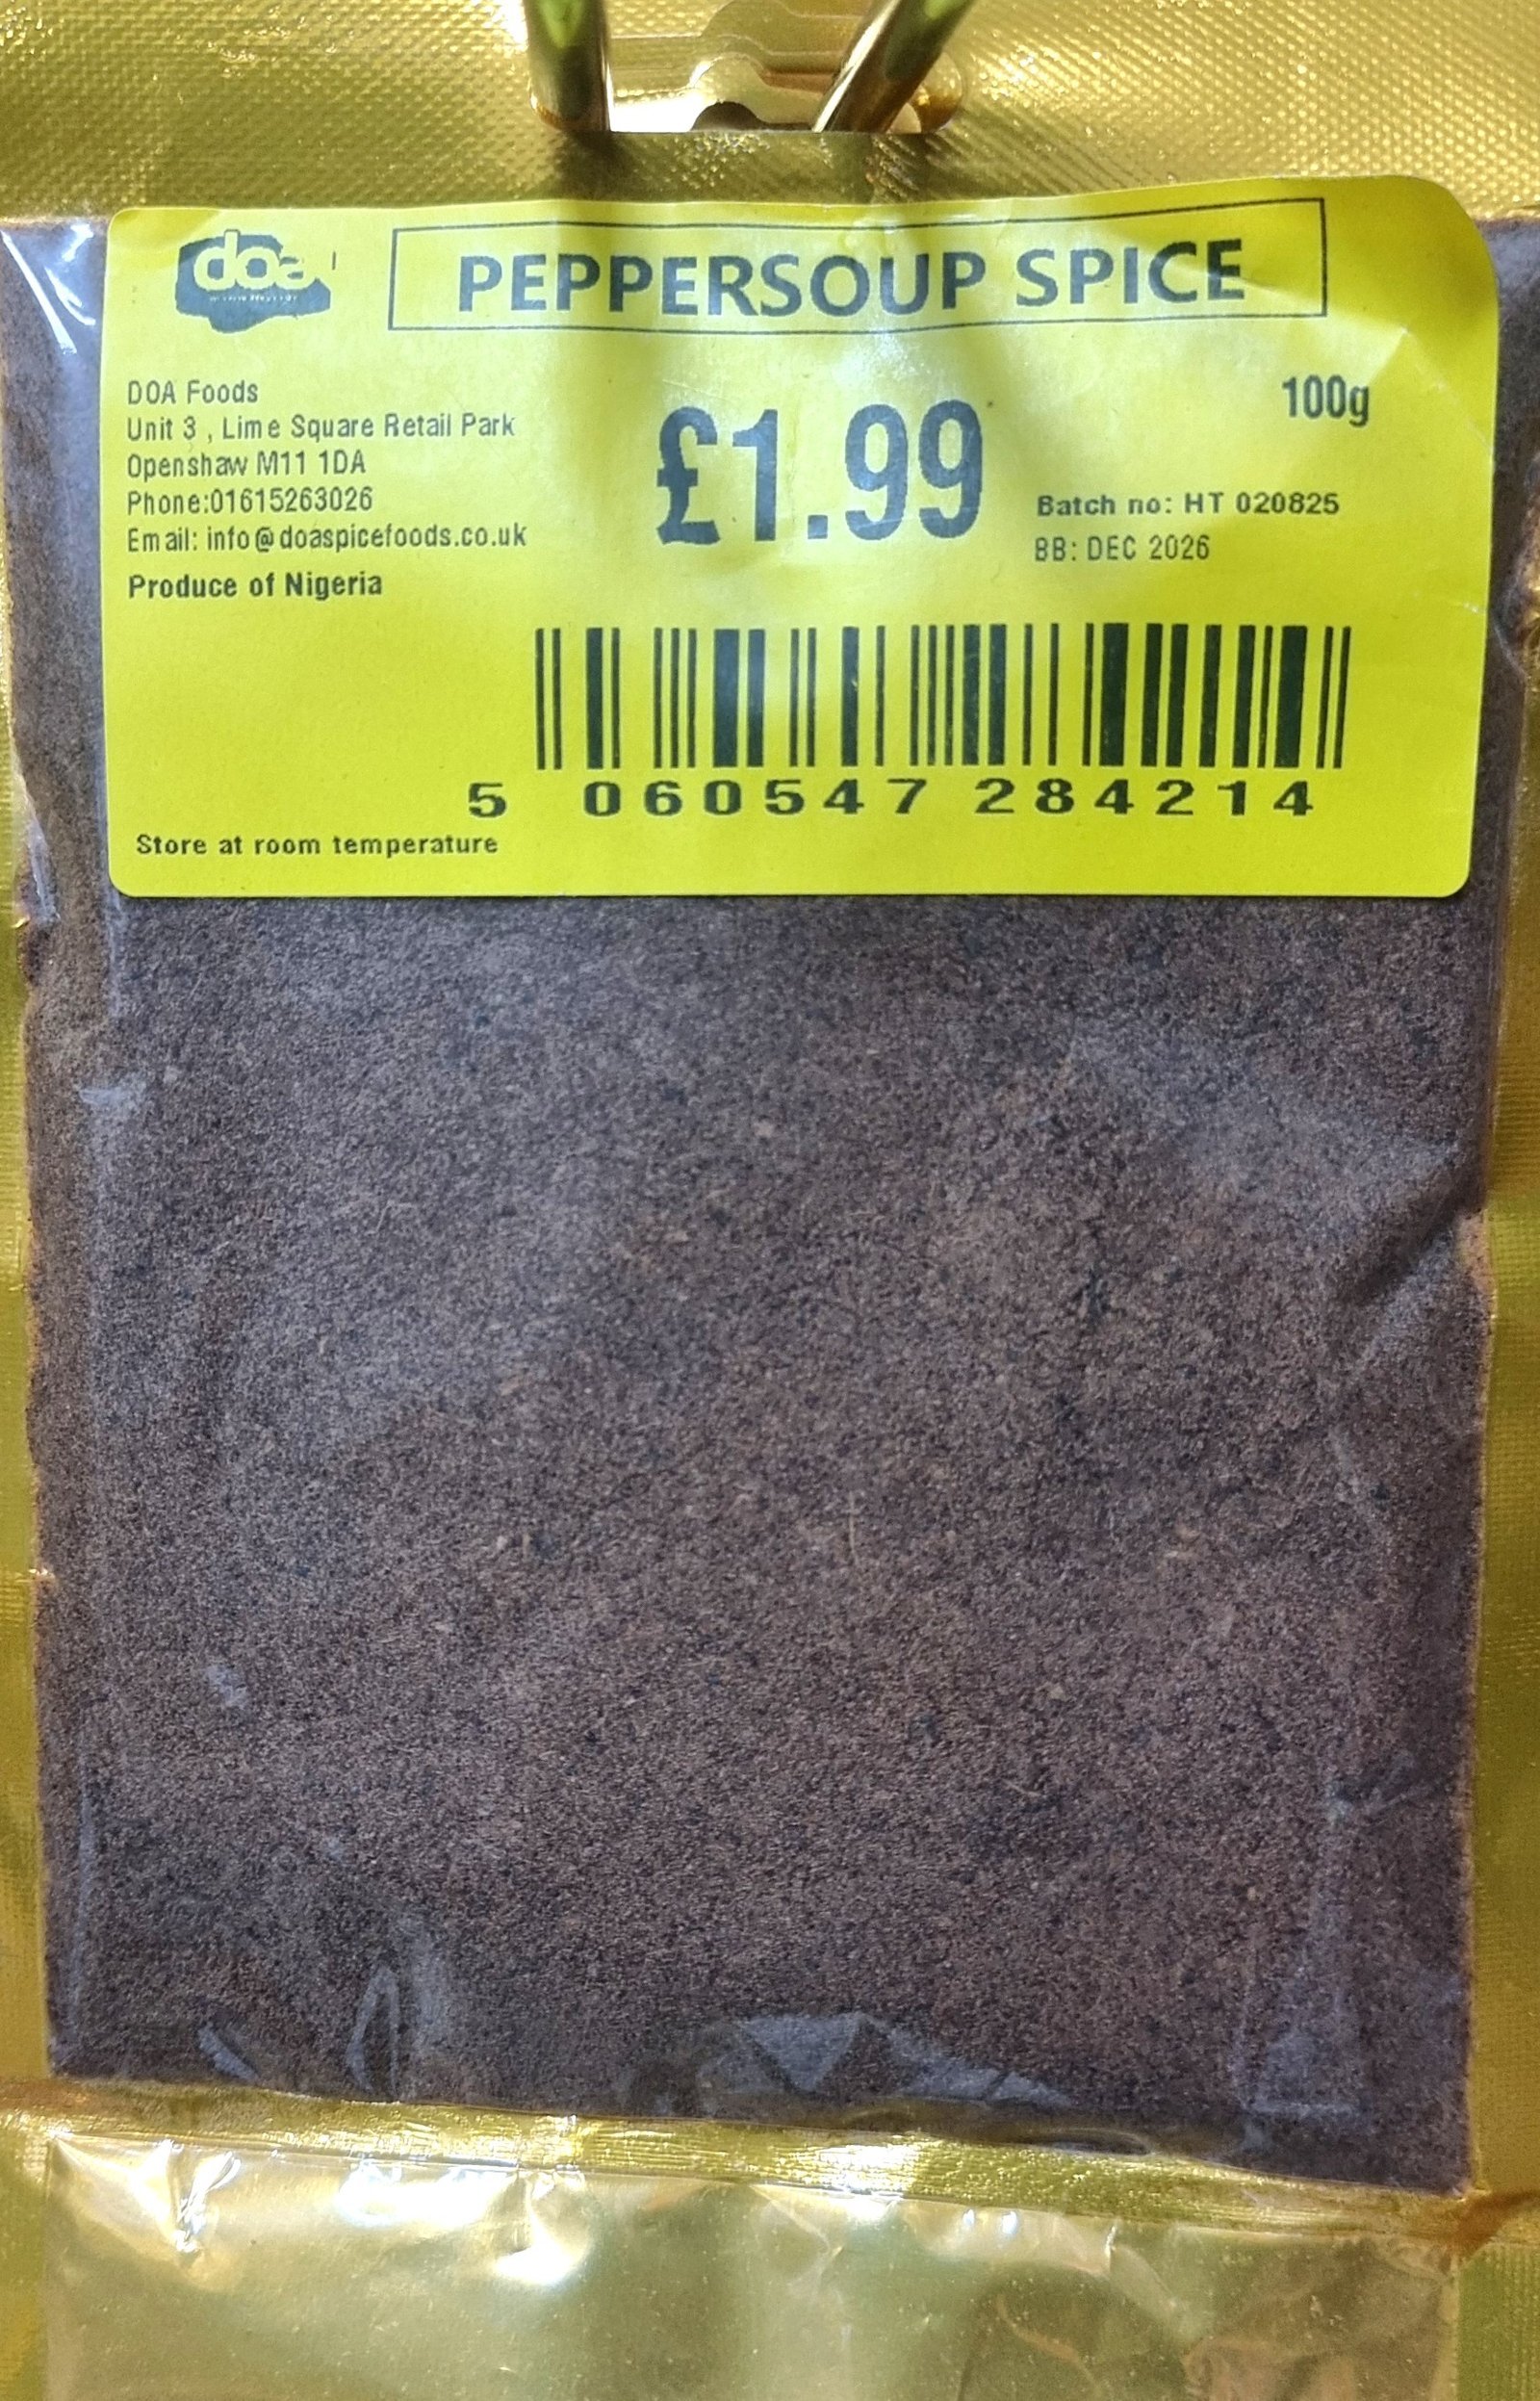 doa
PEPPERSOUP SPICE
DOA Foods
Unit 3 , Lime Square Retail Park
Openshaw M11 1DA
Phone:01615263026
Email: info@doaspicefoods.co.uk
Produce of Nigeria
£1.99
100g
Batch no: HT 020825
BB: DEC 2026
5 060547 284214
Store at room temperature